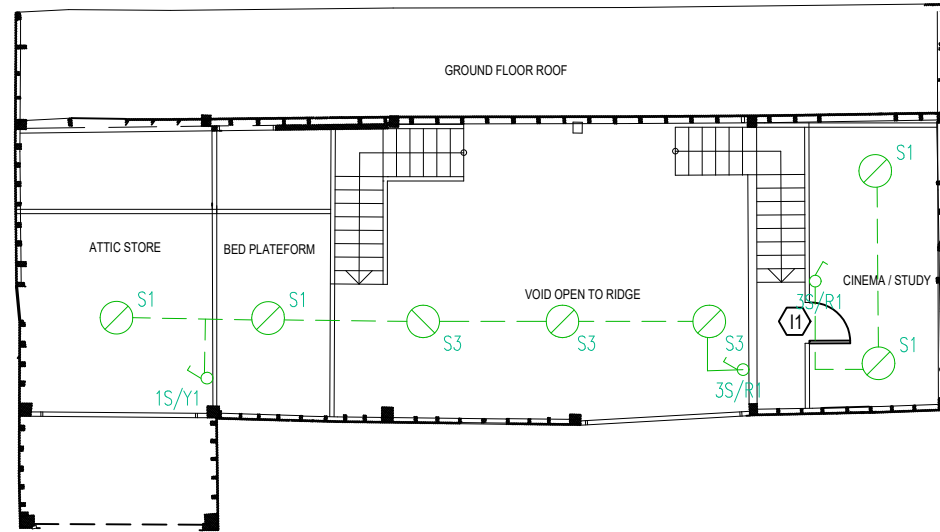 GROUND FLOOR ROOF
S1
ATTIC STORE
BED PLATEFORM
CINEMA / STUDY
VOID OPEN TO RIDGE
3S/R1
S1
S1
I1
S3
S3
S3
S1
1S/Y1
3S/R1